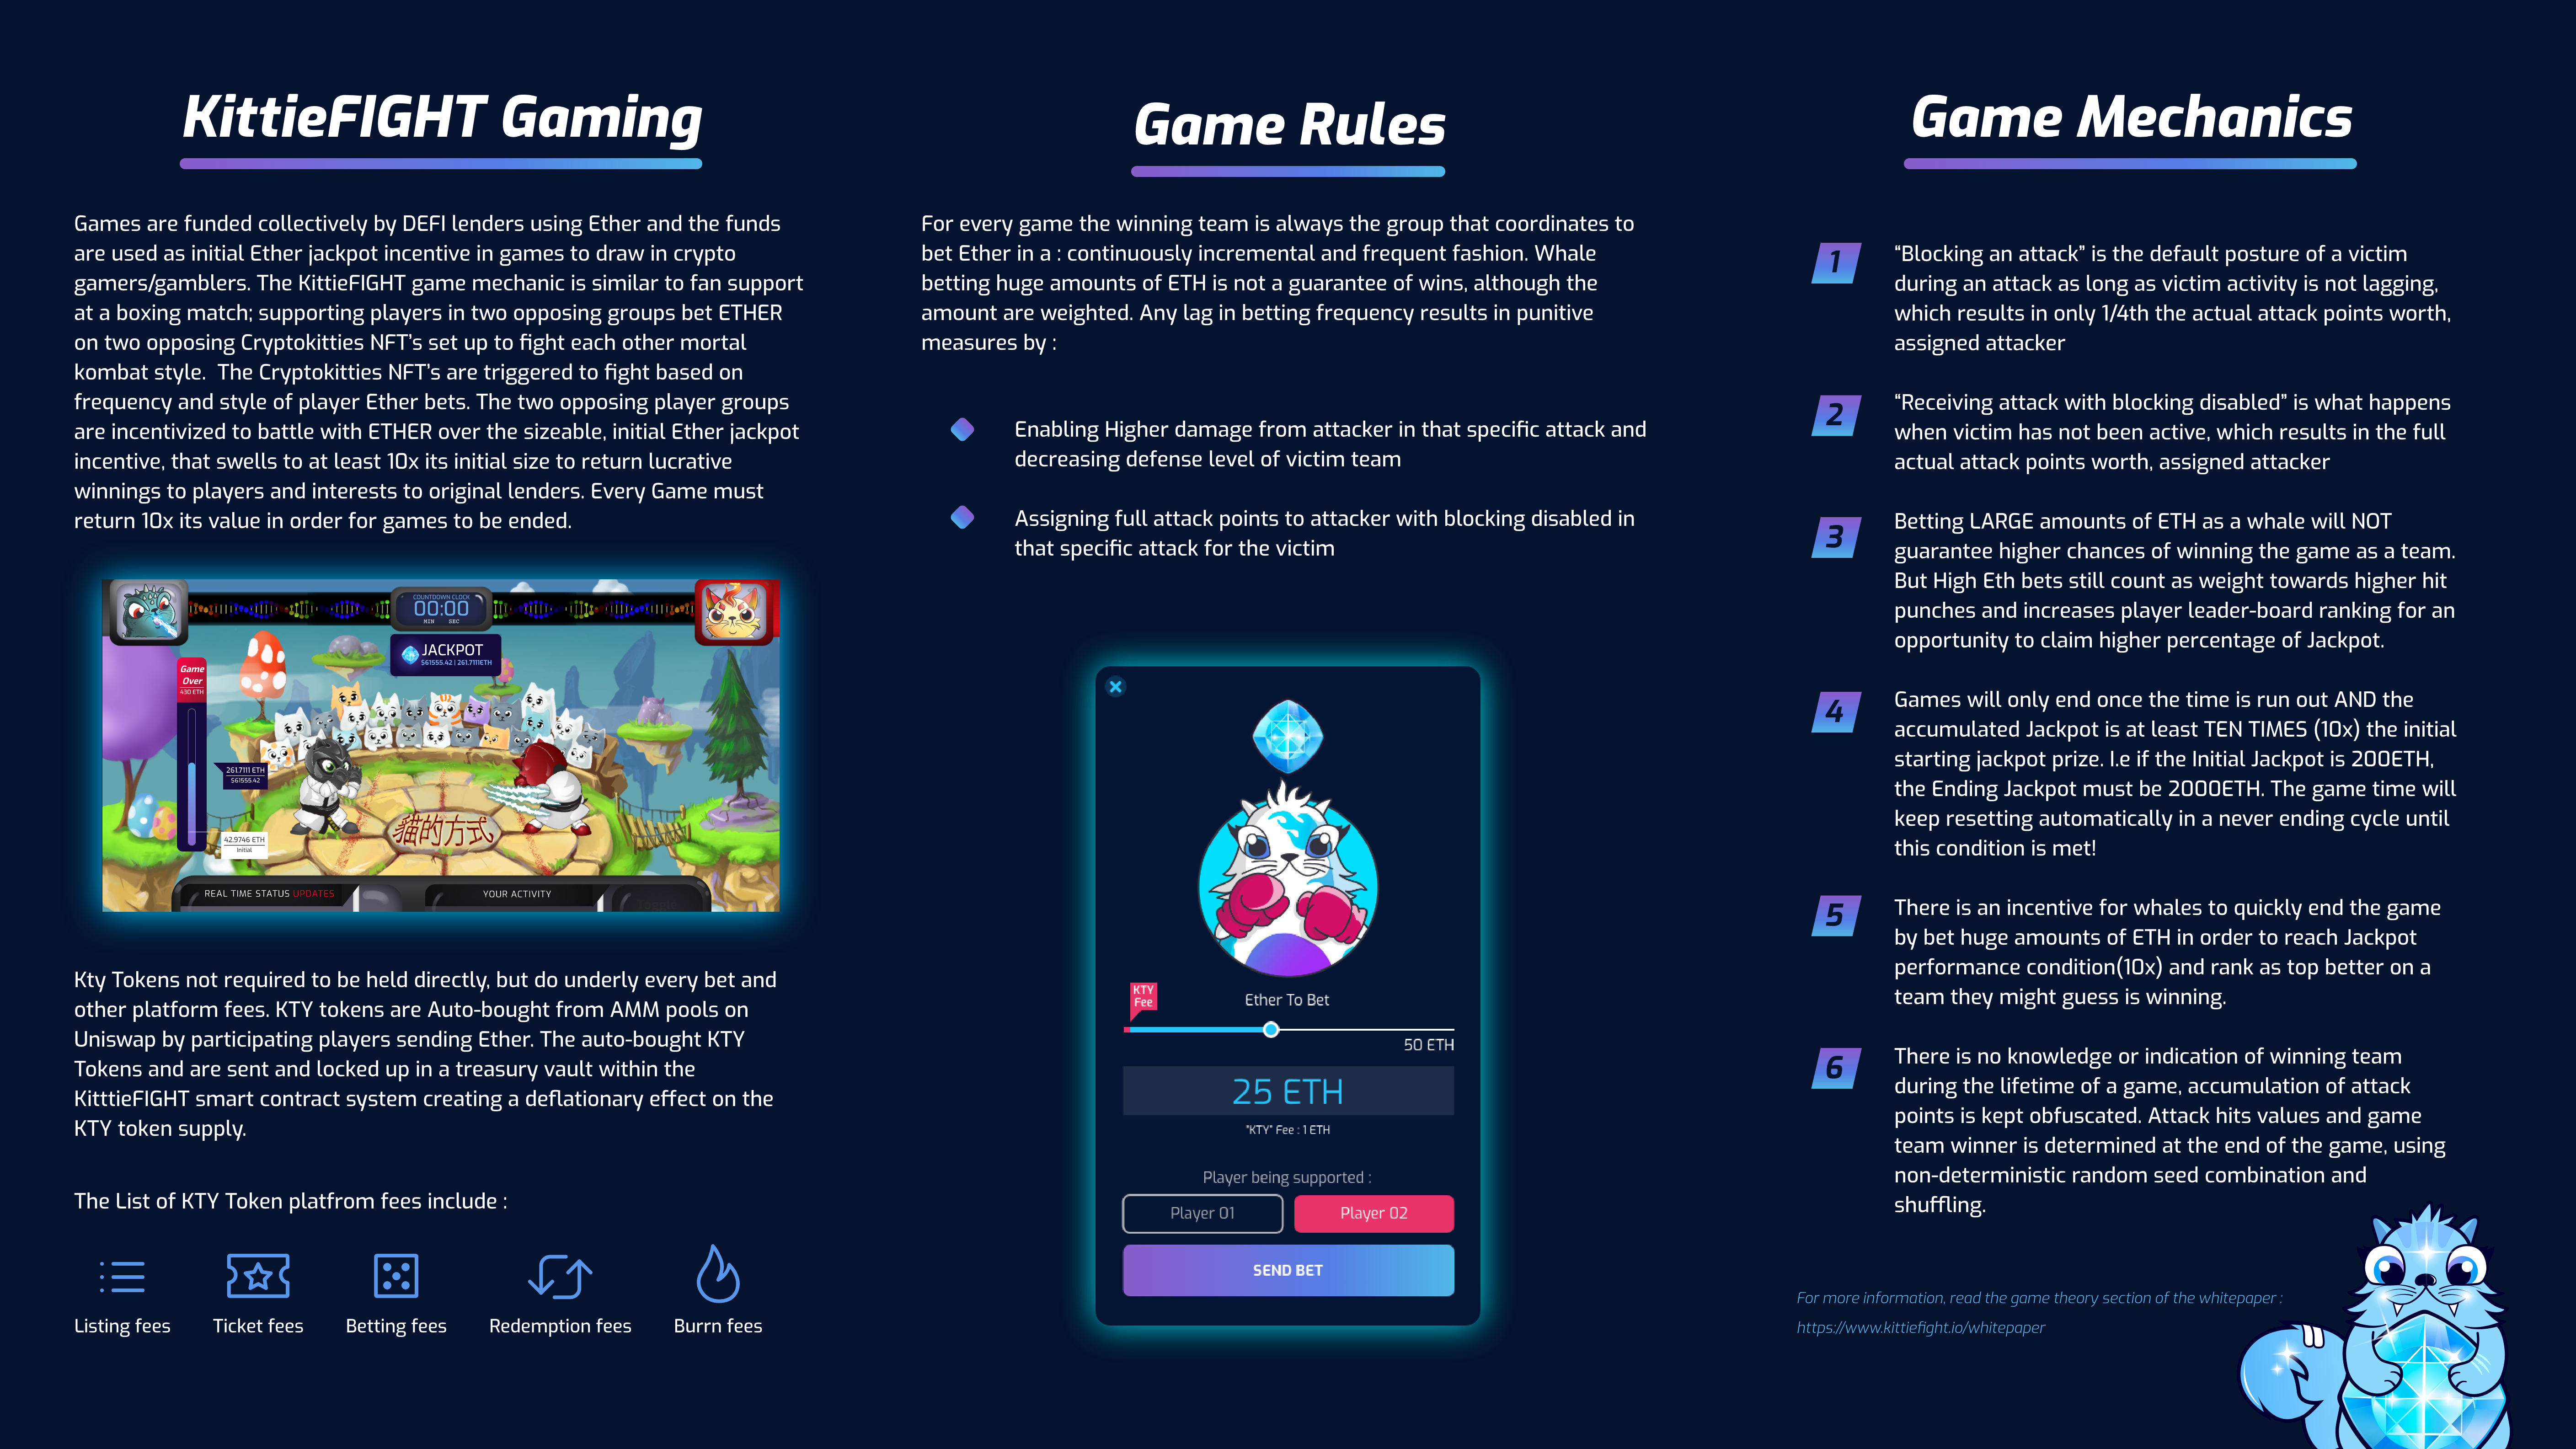 KittieFIGHT Gaming
Games are funded collectively by DEFI lenders using Ether and the funds
are used as initial Ether jackpot incentive in games to draw in crypto
gamers/gamblers. The KittieFIGHT game mechanic is similar to fan support
at a boxing match; supporting players in two opposing groups bet ETHER
on two opposing Cryptokitties NFT's set up to fight each other mortal
kombat style.  The Cryptokitties NFT's are triggered to fight based on
frequency and style of player Ether bets. The two opposing player groups
are incentivized to battle with ETHER over the sizeable, initial Ether jackpot
incentive, that swells to at least 10x its initial size to return lucrative
winnings to players and interests to original lenders. Every Game must
return 10x its value in order for games to be ended.
COUNTDOWN CLOCK
00:00
MIN SEC
JACKPOT
$61555.42 | 261.7111ETH
Game
Over
430 ETH
261.7111 ETH
$61555.42
42.9746 ETH
Initial
貓的方式
REAL TIME STATUS UPDATES
YOUR ACTIVITY
Kty Tokens not required to be held directly, but do underly every bet and
other platform fees. KTY tokens are Auto-bought from AMM pools on
Uniswap by participating players sending Ether. The auto-bought KTY
Tokens and are sent and locked up in a treasury vault within the
KitttieFIGHT smart contract system creating a deflationary effect on the
KTY token supply.
The List of KTY Token platfrom fees include :
Listing fees
Ticket fees
Betting fees
Redemption fees
Burrn fees
Game Rules
For every game the winning team is always the group that coordinates to
bet Ether in a : continuously incremental and frequent fashion. Whale
betting huge amounts of ETH is not a guarantee of wins, although the
amount are weighted. Any lag in betting frequency results in punitive
measures by :
Enabling Higher damage from attacker in that specific attack and
decreasing defense level of victim team
Assigning full attack points to attacker with blocking disabled in
that specific attack for the victim
KTY
Fee
Ether To Bet
50 ETH
25 ETH
"KTY" Fee : 1 ETH
Player being supported :
Player 01
Player 02
SEND BET
Game Mechanics
1
“Blocking an attack” is the default posture of a victim
during an attack as long as victim activity is not lagging,
which results in only 1/4th the actual attack points worth,
assigned attacker
2
“Receiving attack with blocking disabled” is what happens
when victim has not been active, which results in the full
actual attack points worth, assigned attacker
3
Betting LARGE amounts of ETH as a whale will NOT
guarantee higher chances of winning the game as a team.
But High Eth bets still count as weight towards higher hit
punches and increases player leader-board ranking for an
opportunity to claim higher percentage of Jackpot.
4
Games will only end once the time is run out AND the
accumulated Jackpot is at least TEN TIMES (10x) the initial
starting jackpot prize. I.e if the Initial Jackpot is 200ETH,
the Ending Jackpot must be 2000ETH. The game time will
keep resetting automatically in a never ending cycle until
this condition is met!
5
There is an incentive for whales to quickly end the game
by bet huge amounts of ETH in order to reach Jackpot
performance condition(10x) and rank as top better on a
team they might guess is winning.
6
There is no knowledge or indication of winning team
during the lifetime of a game, accumulation of attack
points is kept obfuscated. Attack hits values and game
team winner is determined at the end of the game, using
non-deterministic random seed combination and
shuffling.
For more information, read the game theory section of the whitepaper :
https://www.kittiefight.io/whitepaper